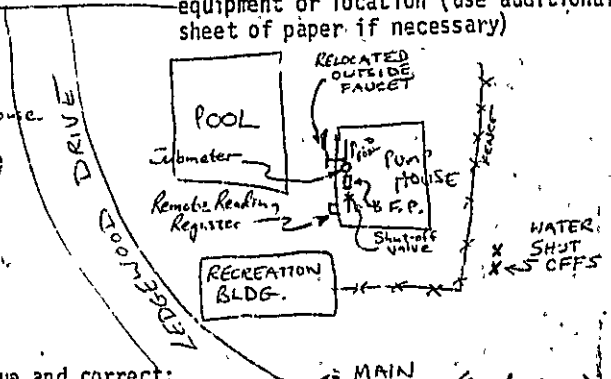 equipment or location (use additional
sheet of paper if necessary)
RELOCATED
OUTSIDE
FAUCET
POOL
Submeter
PUMP
HOUSE
B.F.P.
Remote Reading
Register
Shut-off
valve
FENCE
WATER
SHUT
OFFS
RECREATION
BLDG.
LEDGEWOOD DRIVE
and correct:
MAIN